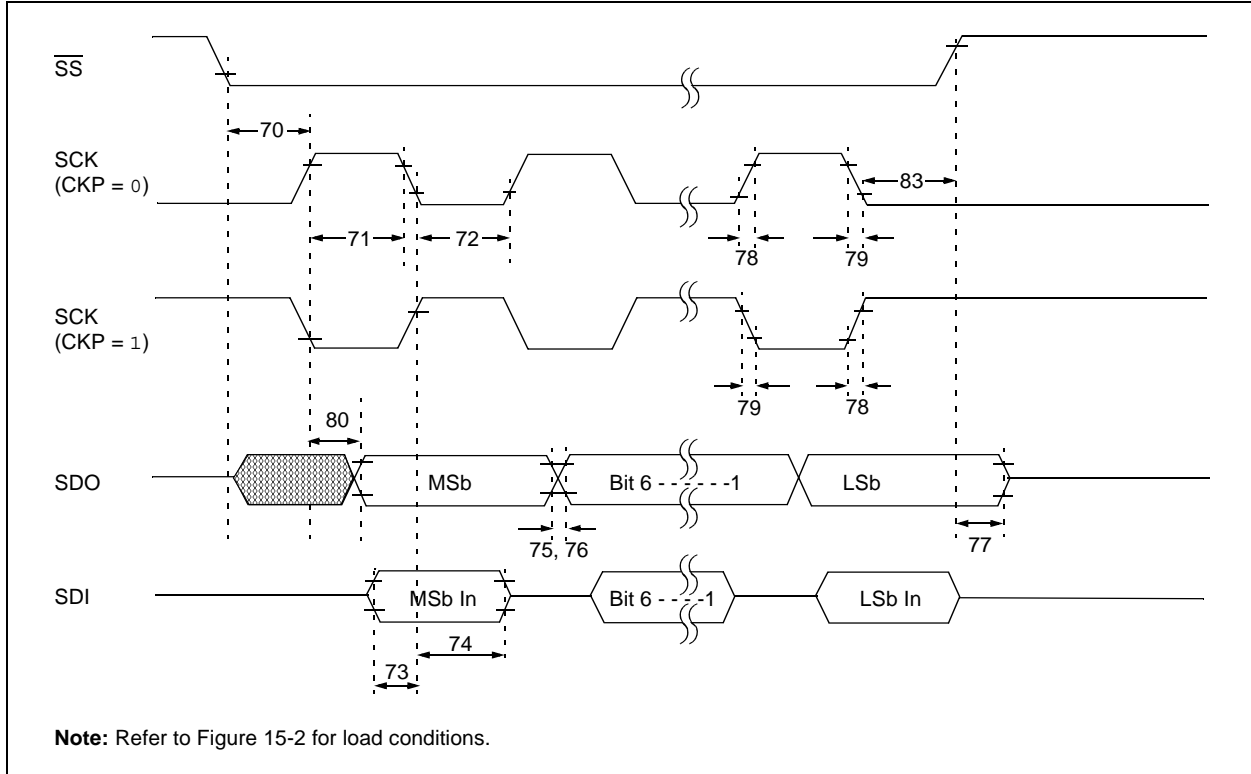 SS
70
SCK
(CKP = 0)
83
71
72
78
79
SCK
(CKP = 1)
79
78
80
SDO
MSb
Bit 6 - - - - - - -1
LSb
75, 76
77
SDI
MSb In
Bit 6 - - - - -1
LSb In
74
73
Note: Refer to Figure 15-2 for load conditions.